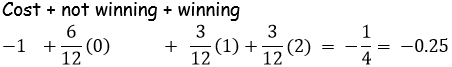 Cost + not winning + winning
−1 + 6/12 (0) + 3/12 (1) + 3/12 (2) = −1/4 = −0.25